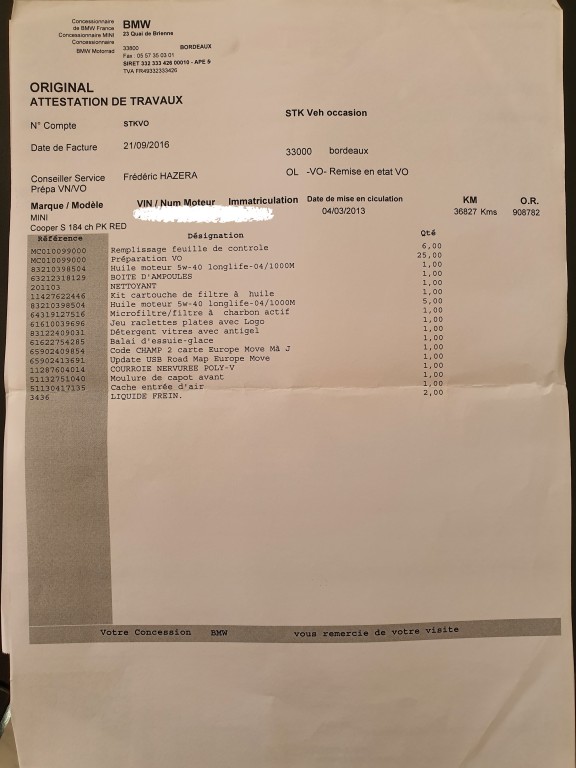 Concessionnaire
de BMW France
Concessionnaire MINI
Concessionnaire
BMW Motorrad
BMW
23 Quai de Brienne
33800 BORDEAUX
Fax : 05 57 35 03 01
SIRET 332 333 426 00010 - APE 5
TVA FR49332333426
ORIGINAL
ATTESTATION DE TRAVAUX
STK Veh occasion
N° Compte STKVO
Date de Facture 21/09/2016
33000 bordeaux
Conseiller Service Frédéric HAZERA
OL -VO- Remise en etat VO
Prépa VN/VO
Marque / Modèle VIN / Num Moteur Immatriculation Date de mise en ciculation KM O.R.
MINI 04/03/2013 36827 Kms 908782
Cooper S 184 ch PK RED
Référence Désignation Qté
MC010099000 Remplissage feuille de controle 6,00
MC010099000 Préparation VO 25,00
83210398504 Huile moteur 5w-40 longlife-04/1000M 1,00
63212318129 BOITE D'AMPOULES 1,00
201103 NETTOYANT 1,00
11427622446 Kit cartouche de filtre à huile 1,00
83210398504 Huile moteur 5w-40 longlife-04/1000M 5,00
64319127516 Microfiltre/filtre à charbon actif 1,00
61610039696 Jeu raclettes plates avec Logo 1,00
83122409031 Détergent vitres avec antigel 1,00
61622754285 Balai d'essuie-glace 1,00
65902409854 Code CHAMP 2 carte Europe Move Mà J 1,00
65902413691 Update USB Road Map Europe Move 1,00
11287604014 COURROIE NERVUREE POLY-V 1,00
51132751040 Moulure de capot avant 1,00
51130417135 Cache entrée d'air 1,00
3436 LIQUIDE FREIN. 2,00
Votre Concession BMW vous remercie de votre visite